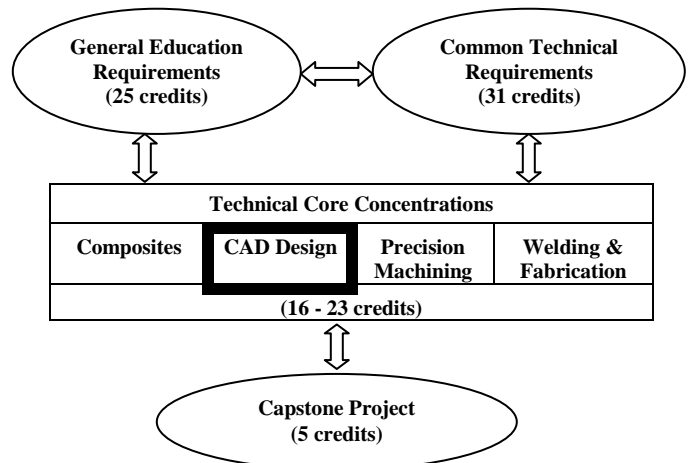 General Education
Requirements
(25 credits)
Common Technical
Requirements
(31 credits)
Technical Core Concentrations
Composites
CAD Design
Precision
Machining
Welding &
Fabrication
(16 - 23 credits)
Capstone Project
(5 credits)